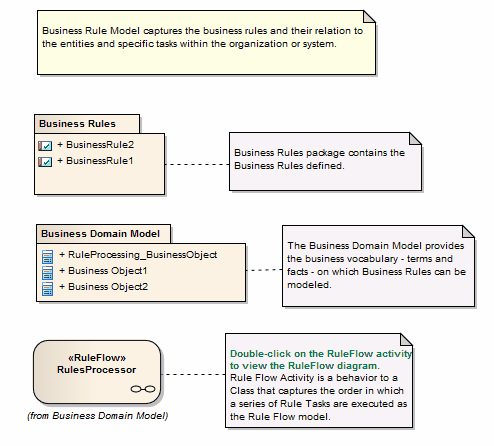 Business Rule Model captures the business rules and their relation to
the entities and specific tasks within the organization or system.
Business Rules
+ BusinessRule2
+ BusinessRule1
Business Rules package contains the
Business Rules defined.
Business Domain Model
+ RuleProcessing_BusinessObject
+ Business Object1
+ Business Object2
The Business Domain Model provides
the business vocabulary - terms and
facts - on which Business Rules can be
modeled.
«RuleFlow»
RulesProcessor
(from Business Domain Model)
Double-click on the RuleFlow activity
to view the RuleFlow diagram.
Rule Flow Activity is a behavior to a
Class that captures the order in which
a series of Rule Tasks are executed as
the Rule Flow model.